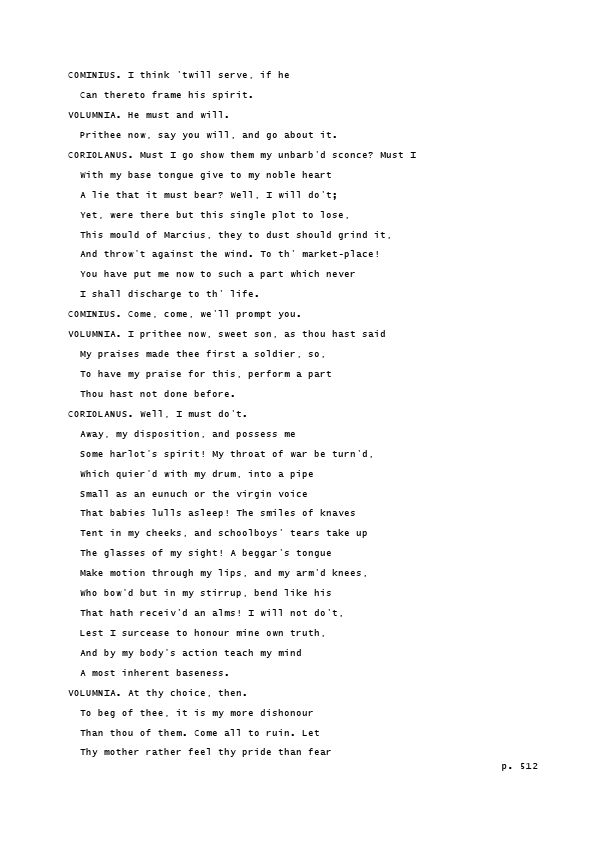 COMINIUS. I think 'twill serve, if he
Can thereto frame his spirit.
VOLUMNIA. He must and will.
Prithee now, say you will, and go about it.
CORIOLANUS. Must I go show them my unbarb'd sconce? Must I
With my base tongue give to my noble heart
A lie that it must bear? Well, I will do't;
Yet, were there but this single plot to lose,
This mould of Marcius, they to dust should grind it,
And throw't against the wind. To th' market-place!
You have put me now to such a part which never
I shall discharge to th' life.
COMINIUS. Come, come, we'll prompt you.
VOLUMNIA. I prithee now, sweet son, as thou hast said
My praises made thee first a soldier, so,
To have my praise for this, perform a part
Thou hast not done before.
CORIOLANUS. Well, I must do't.
Away, my disposition, and possess me
Some harlot's spirit! My throat of war be turn'd,
Which quier'd with my drum, into a pipe
Small as an eunuch or the virgin voice
That babies lulls asleep! The smiles of knaves
Tent in my cheeks, and schoolboys' tears take up
The glasses of my sight! A beggar's tongue
Make motion through my lips, and my arm'd knees,
Who bow'd but in my stirrup, bend like his
That hath receiv'd an alms! I will not do't,
Lest I surcease to honour mine own truth,
And by my body's action teach my mind
A most inherent baseness.
VOLUMNIA. At thy choice, then.
To beg of thee, it is my more dishonour
Than thou of them. Come all to ruin. Let
Thy mother rather feel thy pride than fear
p. 512